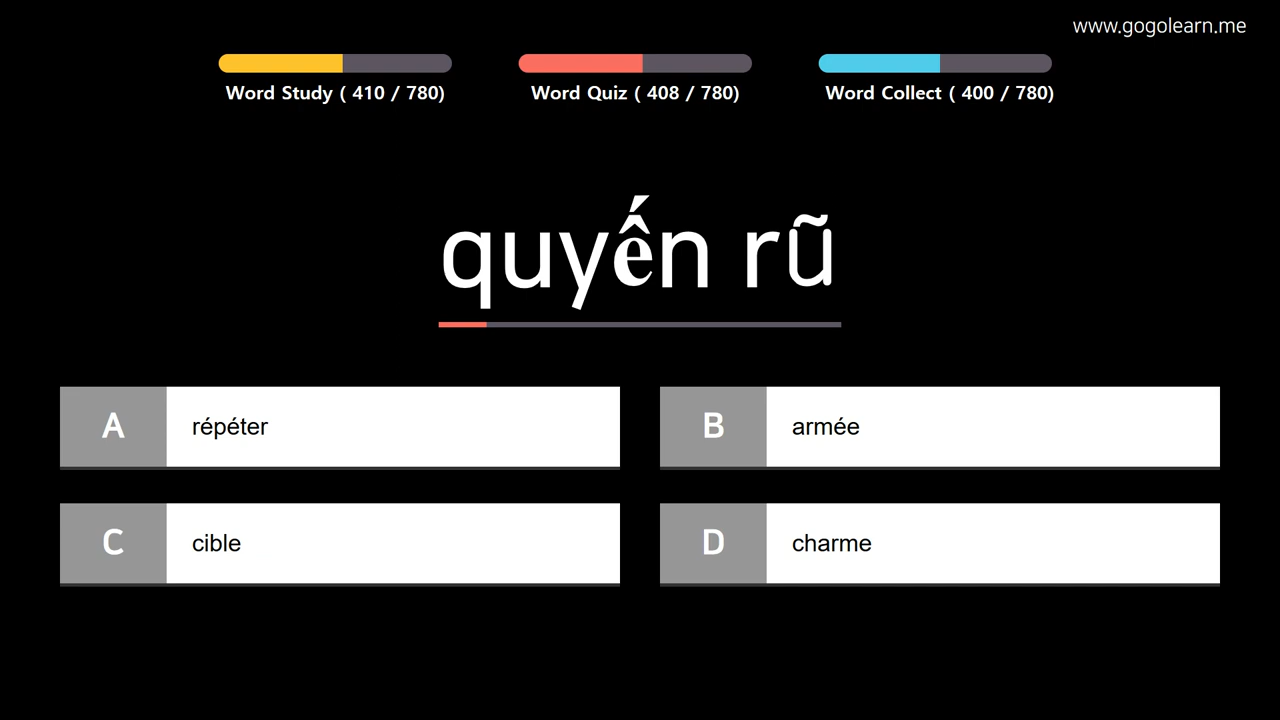 www.gogolearn.me
Word Study ( 410 / 780)
Word Quiz ( 408 / 780)
Word Collect ( 400 / 780)
quyến rũ
A répéter
B armée
C cible
D charme